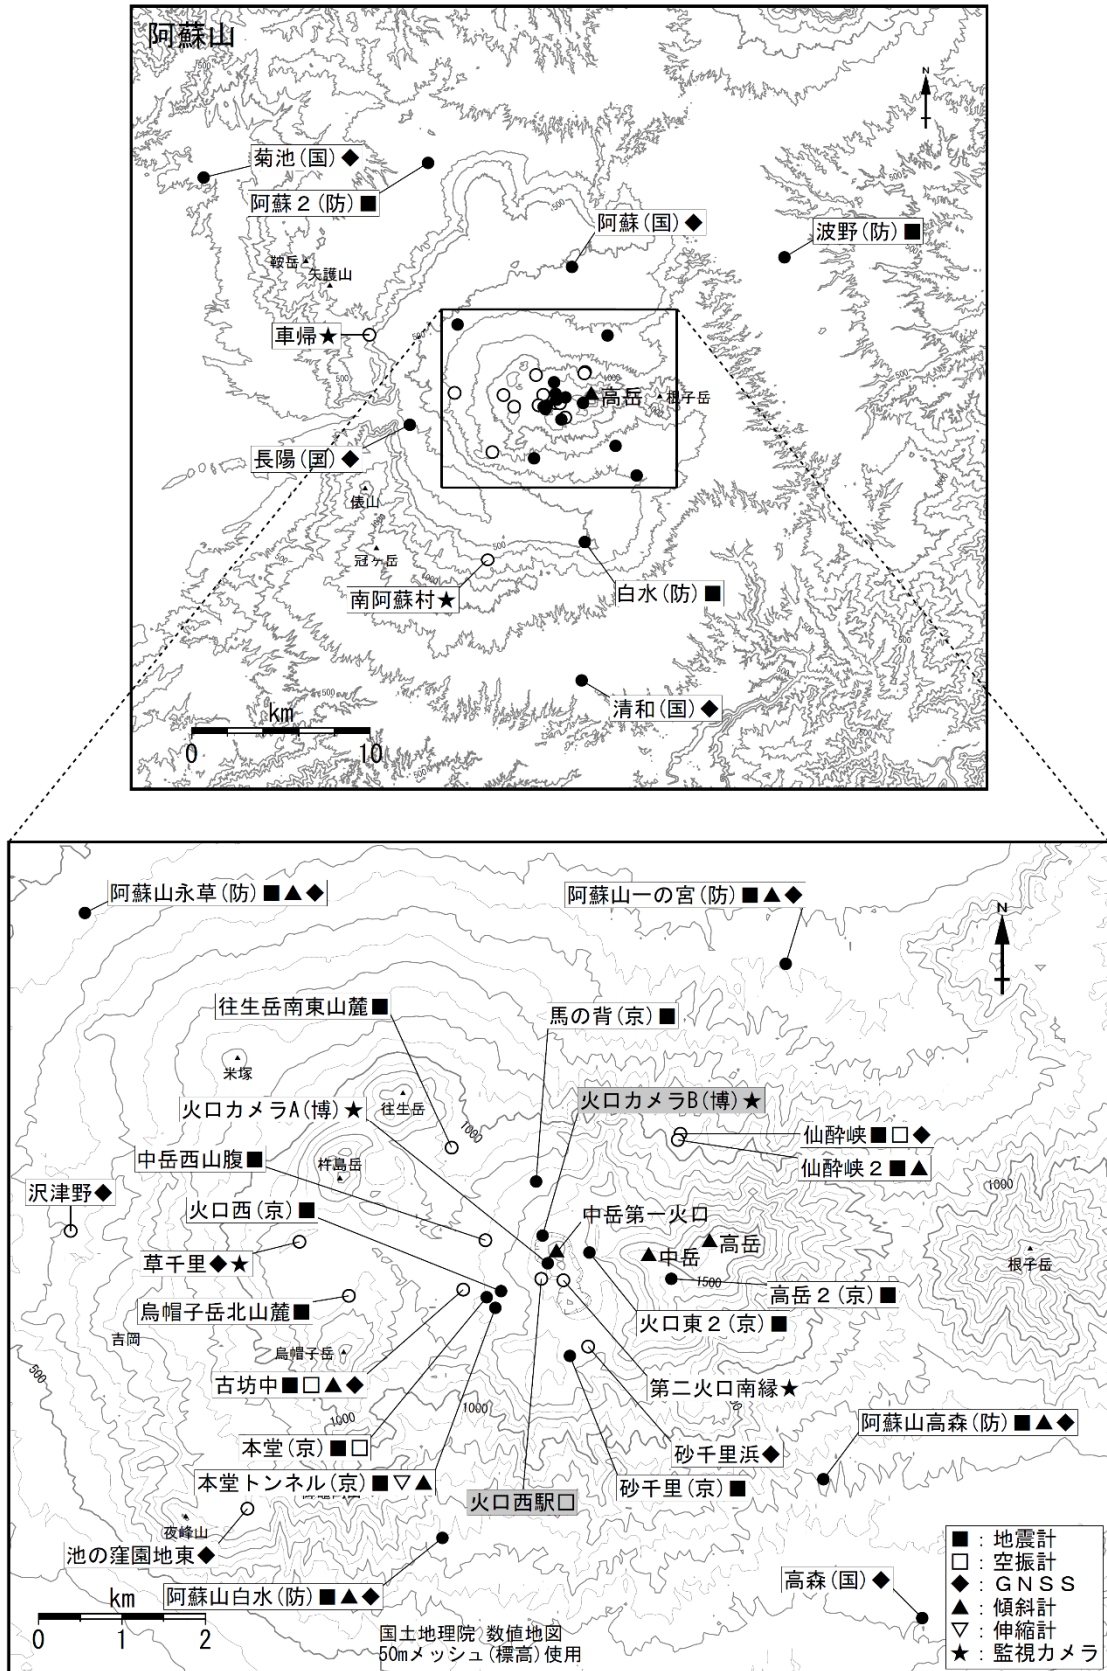 阿蘇山
N
菊池(国)◆
阿蘇2(防)■
阿蘇(国)◆
波野(防)■
鞍岳
矢護山
車帰★
高岳
根子岳
長陽(国)◆
俵山
冠ヶ岳
南阿蘇村★
白水(防)■
清和(国)◆
km
0 10
阿蘇山永草(防)■▲◆
阿蘇山一の宮(防)■▲◆
N
往生岳南東山麓■
馬の背(京)■
米塚
火口カメラA(博)★
往生岳
火口カメラB(博)★
仙酔峡■□◆
仙酔峡2■▲
中岳西山腹■
杵島岳
沢津野◆
火口西(京)■
中岳第一火口
草千里◆★
中岳
高岳
根子岳
1000
1500
高岳2(京)■
烏帽子岳北山麓■
火口東2(京)■
吉岡
烏帽子岳
500
古坊中■□▲◆
第二火口南縁★
1000
1000
本堂(京)■□
阿蘇山高森(防)■▲◆
砂千里浜◆
本堂トンネル(京)■▽▲
砂千里(京)■
火口西駅□
夜峰山
池の窪園地東◆
阿蘇山白水(防)■▲◆
高森(国)◆
km
0 1 2
国土地理院 数値地図
50mメッシュ(標高)使用
■:地震計
□:空振計
◆:GNSS
▲:傾斜計
▽:伸縮計
★:監視カメラ